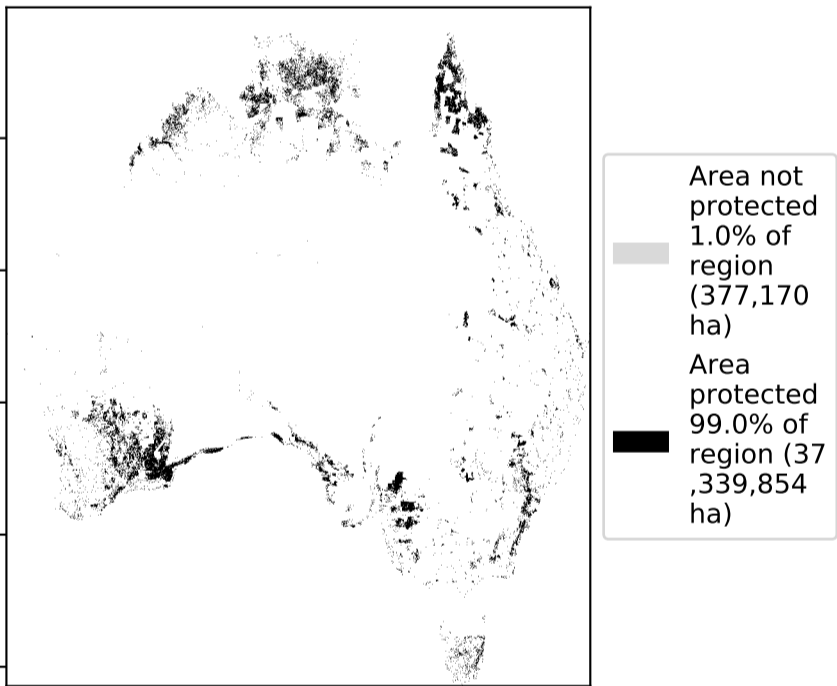 Area not
protected
1.0% of
region
(377,170
ha)
Area
protected
99.0% of
region (37
,339,854
ha)